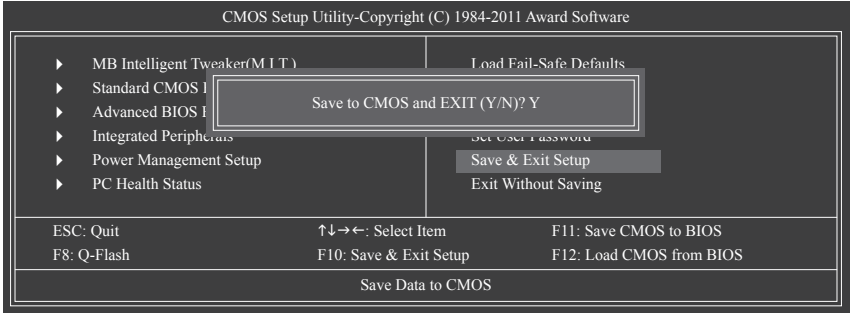 CMOS Setup Utility-Copyright (C) 1984-2011 Award Software
MB Intelligent Tweaker(M.I.T.)
Standard CMOS
Advanced BIOS
Integrated Peripherals
Power Management Setup
PC Health Status
Load Fail-Safe Defaults
Set User Password
Save & Exit Setup
Exit Without Saving
Save to CMOS and EXIT (Y/N)? Y
ESC: Quit ↑↓→←: Select Item F11: Save CMOS to BIOS
F8: Q-Flash F10: Save & Exit Setup F12: Load CMOS from BIOS
Save Data to CMOS